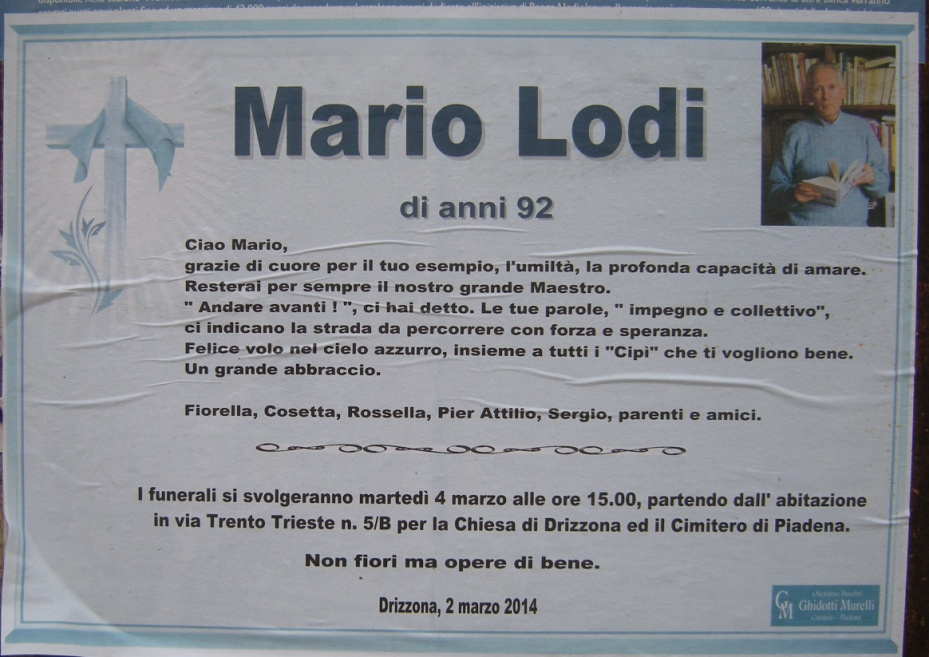 Mario Lodi
di anni 92
Ciao Mario,
grazie di cuore per il tuo esempio, l'umiltà, la profonda capacità di amare.
Resterai per sempre il nostro grande Maestro.
" Andare avanti ! ", ci hai detto. Le tue parole, " impegno e collettivo",
ci indicano la strada da percorrere con forza e speranza.
Felice volo nel cielo azzurro, insieme a tutti i "Cipì" che ti vogliono bene.
Un grande abbraccio.
Fiorella, Cosetta, Rossella, Pier Attilio, Sergio, parenti e amici.
I funerali si svolgeranno martedì 4 marzo alle ore 15.00, partendo dall' abitazione
in via Trento Trieste n. 5/B per la Chiesa di Drizzona ed il Cimitero di Piadena.
Non fiori ma opere di bene.
Drizzona, 2 marzo 2014
GM
Onoranze Funebri
Ghidotti Murelli
Piadena